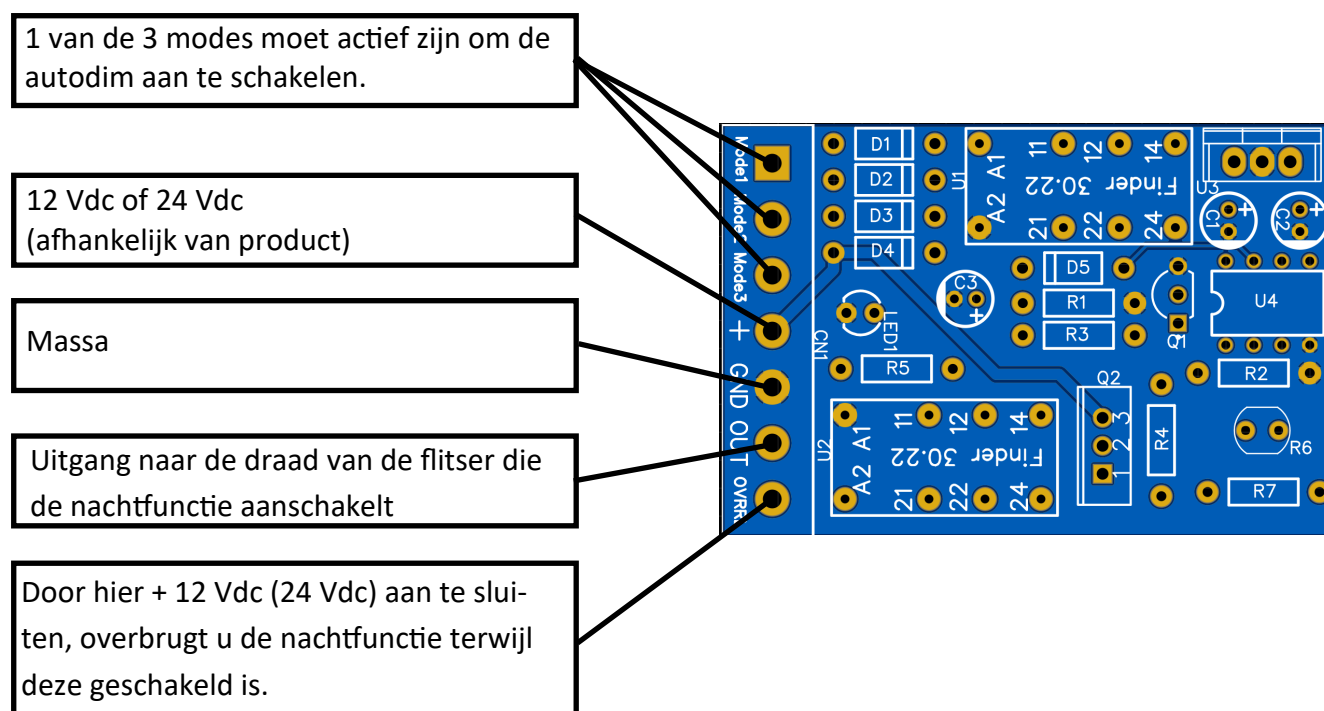 1 van de 3 modes moet actief zijn om de
autodim aan te schakelen.
12 Vdc of 24 Vdc
(afhankelijk van product)
Massa
Uitgang naar de draad van de flitser die
de nachtfunctie aanschakelt
Door hier + 12 Vdc (24 Vdc) aan te slui-
ten, overbrugt u de nachtfunctie terwijl
deze geschakeld is.
Mode1
Mode2
Mode3
+
GND
OUT
OVRR
CN1
D1
D2
D3
D4
U1
A1
A2
11
12
14
21
22
24
Finder
30.22
U3
C1
+
C2
+
D5
R1
R3
C3
+
LED1
R5
Q1
U4
R2
U2
A1
A2
11
12
14
21
22
24
Finder
30.22
Q2
3
2
1
R4
R6
R7